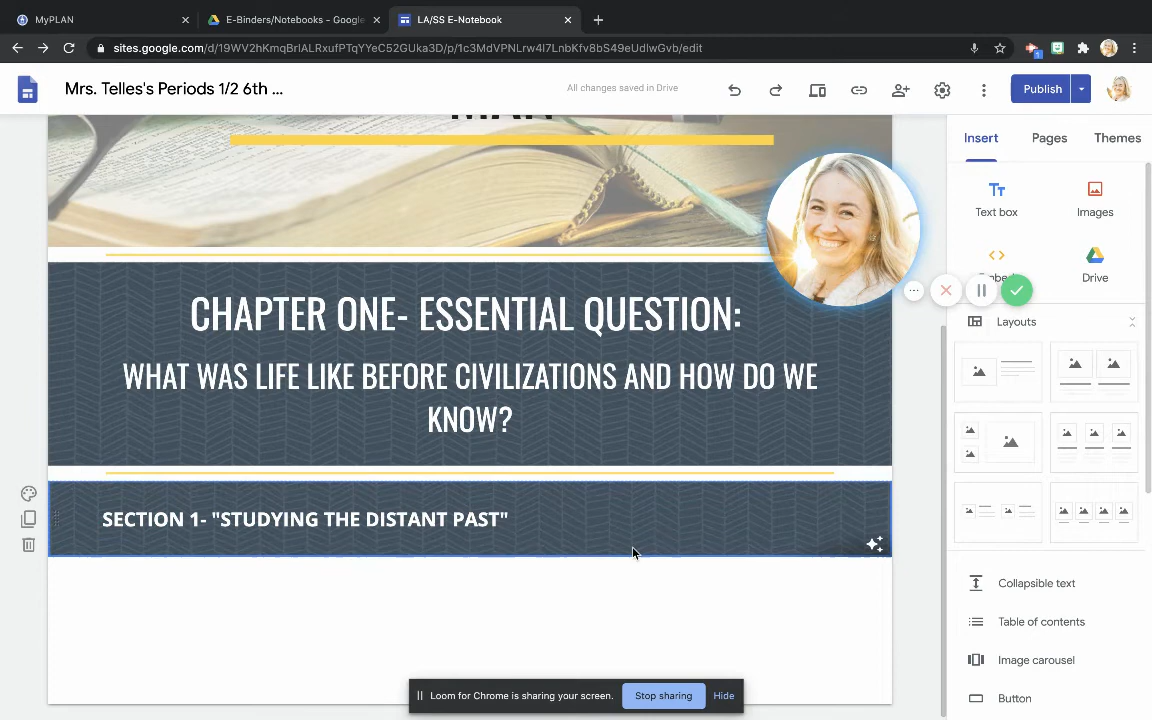 MyPLAN
E-Binders/Notebooks - Google
LA/SS E-Notebook
sites.google.com/d/19WV2hKmqBrlALRxufPTqYYeC52GUka3D/p/1c3MdVPNLrw4l7LnbKfv8bS49eUdlwGvb/edit
Mrs. Telles's Periods 1/2 6th ...
All changes saved in Drive
Publish
Insert
Pages
Themes
Text box
Images
Drive
CHAPTER ONE- ESSENTIAL QUESTION:
WHAT WAS LIFE LIKE BEFORE CIVILIZATIONS AND HOW DO WE
KNOW?
SECTION 1- "STUDYING THE DISTANT PAST"
Layouts
Collapsible text
Table of contents
Image carousel
Button
Loom for Chrome is sharing your screen.
Stop sharing
Hide